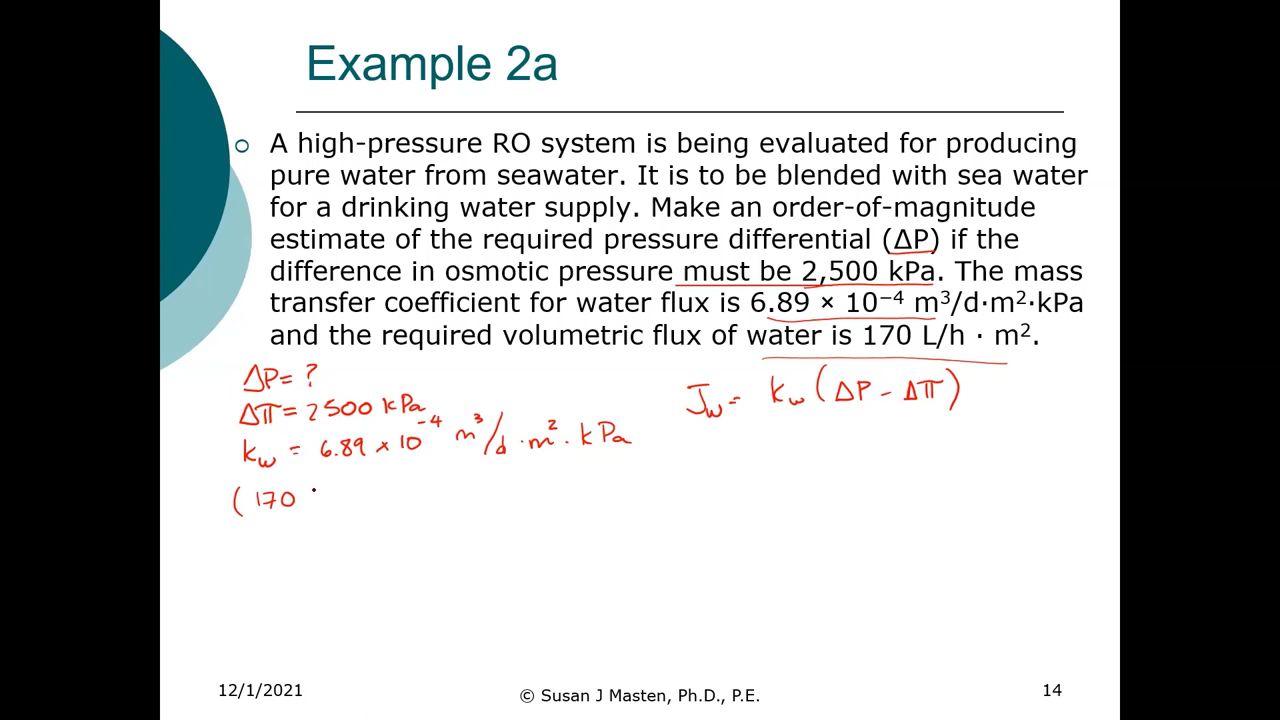 Example 2a
A high-pressure RO system is being evaluated for producing
pure water from seawater. It is to be blended with sea water
for a drinking water supply. Make an order-of-magnitude
estimate of the required pressure differential (ΔP) if the
difference in osmotic pressure must be 2,500 kPa. The mass
transfer coefficient for water flux is 6.89 × 10⁻⁴ m³/d·m²·kPa
and the required volumetric flux of water is 170 L/h · m².
ΔP = ?
Δπ = 2500 kPa
kw = 6.89 × 10⁻⁴ m³/d · m² · kPa
Jw = kw (ΔP - Δπ)
( 170
12/1/2021
© Susan J Masten, Ph.D., P.E.
14